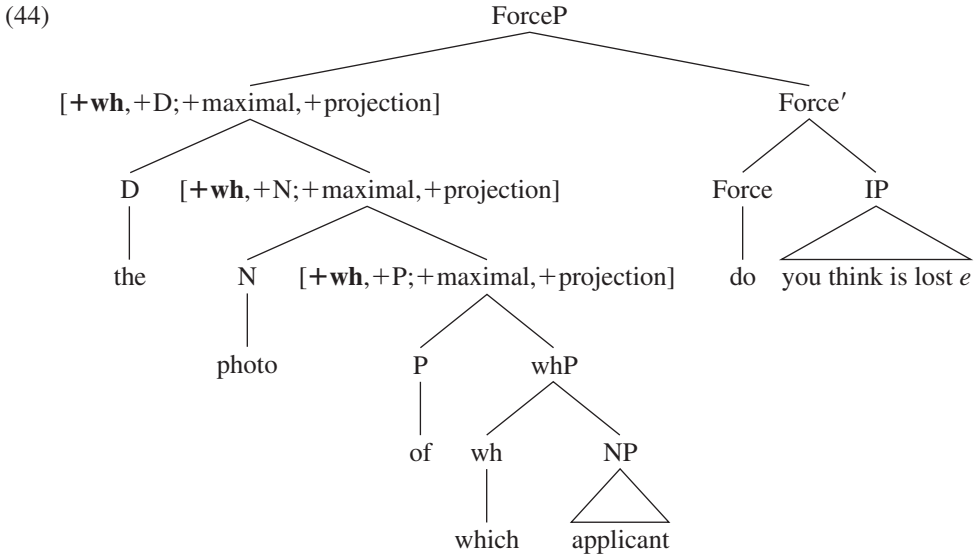 (44) ForceP
[+wh, +D; +maximal, +projection] Force′
D [+wh, +N; +maximal, +projection] Force IP
the N [+wh, +P; +maximal, +projection] do you think is lost e
photo P whP
of wh NP
which applicant